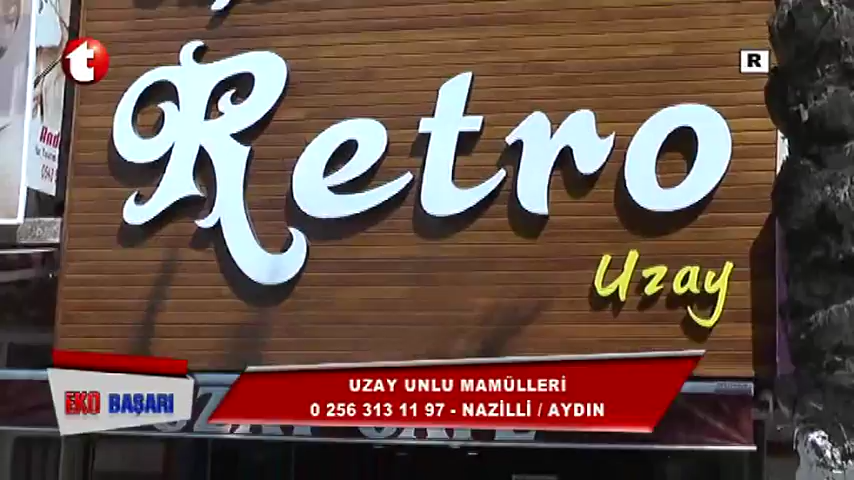 t
R
Retro
Uzay
EKO BAŞARI
UZAY UNLU MAMÜLLERİ
0 256 313 11 97 - NAZİLLİ / AYDIN